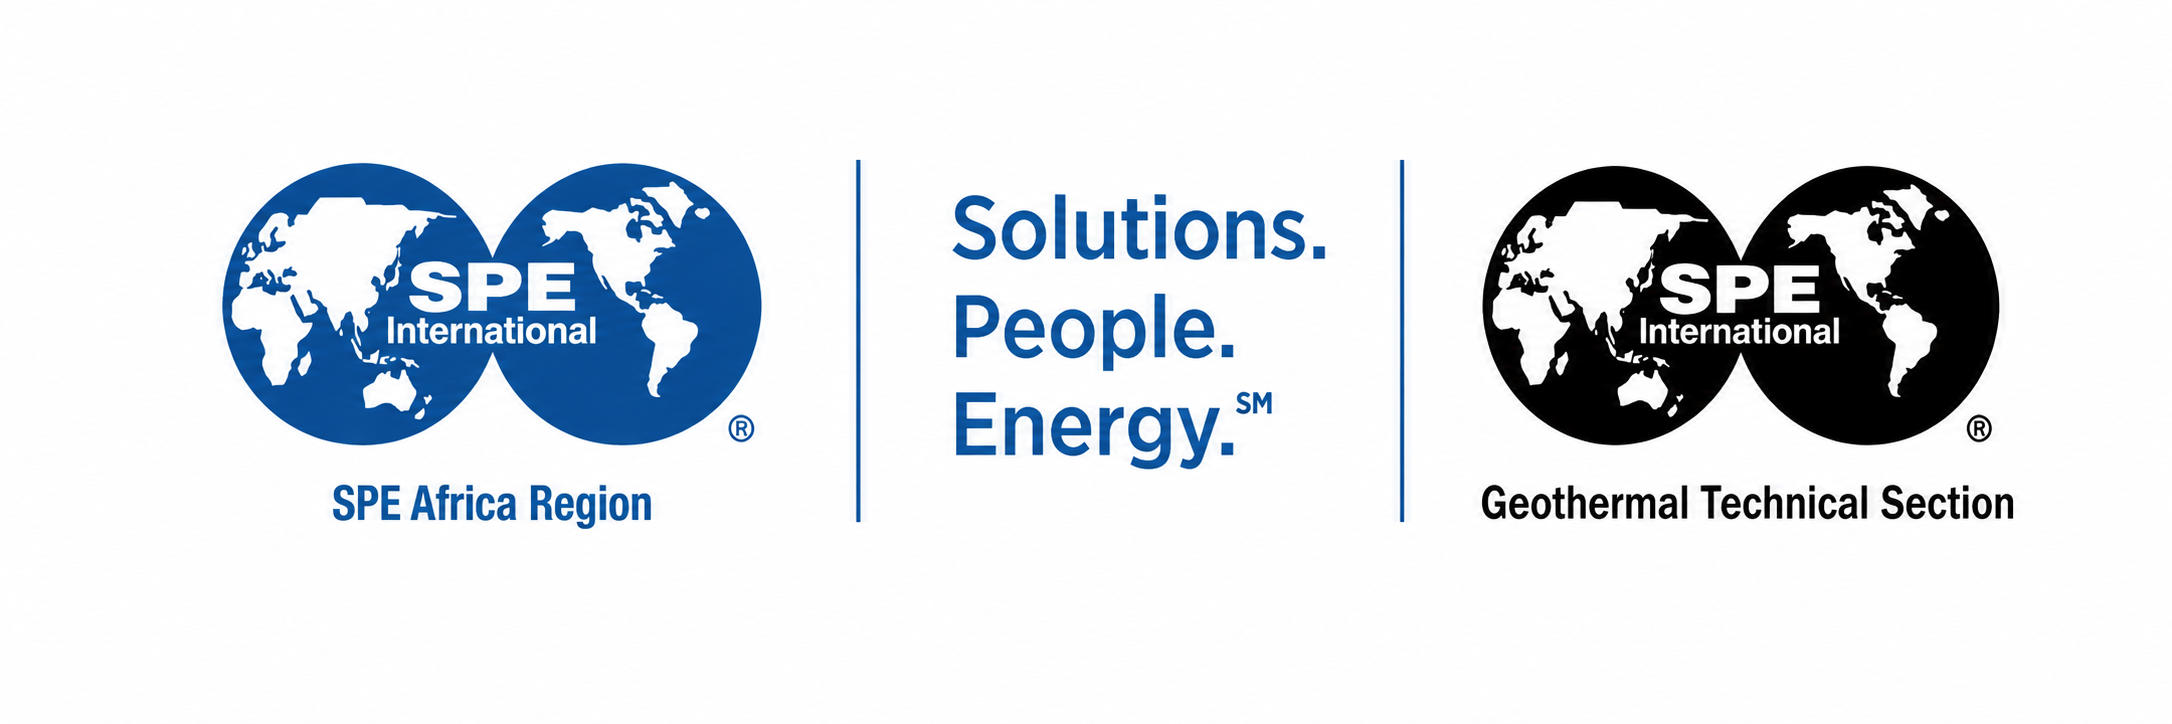 SPE
International
®
SPE Africa Region
Solutions.
People.
Energy.℠
SPE
International
®
Geothermal Technical Section